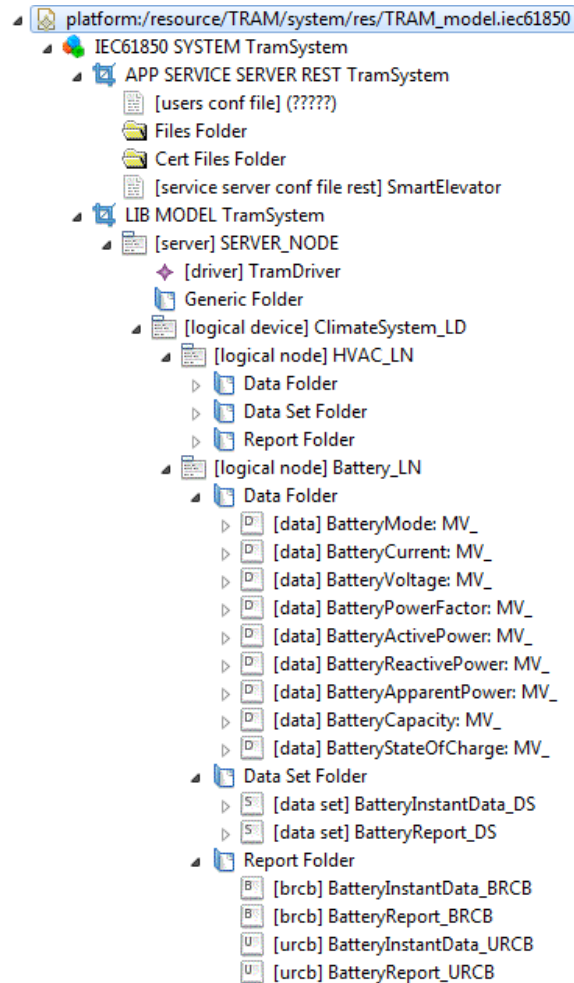 platform:/resource/TRAM/system/res/TRAM_model.iec61850
IEC61850 SYSTEM TramSystem
APP SERVICE SERVER REST TramSystem
[users conf file] (?????)
Files Folder
Cert Files Folder
[service server conf file rest] SmartElevator
LIB MODEL TramSystem
[server] SERVER_NODE
[driver] TramDriver
Generic Folder
[logical device] ClimateSystem_LD
[logical node] HVAC_LN
Data Folder
Data Set Folder
Report Folder
[logical node] Battery_LN
Data Folder
D [data] BatteryMode: MV_
D [data] BatteryCurrent: MV_
D [data] BatteryVoltage: MV_
D [data] BatteryPowerFactor: MV_
D [data] BatteryActivePower: MV_
D [data] BatteryReactivePower: MV_
D [data] BatteryApparentPower: MV_
D [data] BatteryCapacity: MV_
D [data] BatteryStateOfCharge: MV_
Data Set Folder
S [data set] BatteryInstantData_DS
S [data set] BatteryReport_DS
Report Folder
B [brcb] BatteryInstantData_BRCB
B [brcb] BatteryReport_BRCB
U [urcb] BatteryInstantData_URCB
U [urcb] BatteryReport_URCB